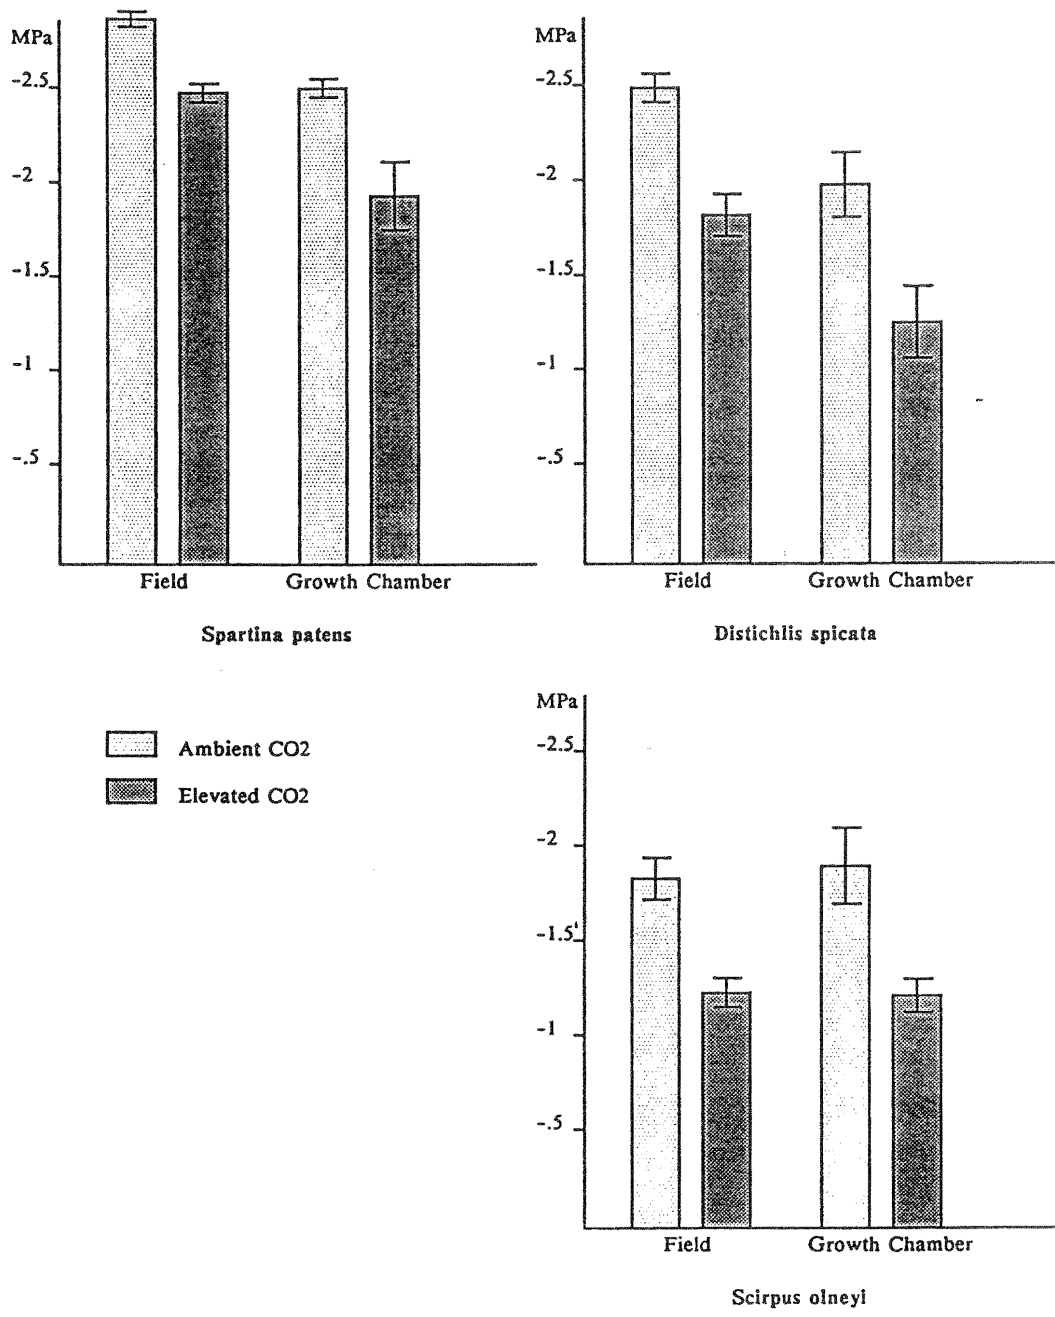 MPa
-2.5
-2
-1.5
-1
-.5
Field Growth Chamber
Spartina patens
MPa
-2.5
-2
-1.5
-1
-.5
Field Growth Chamber
Distichlis spicata
Ambient CO2
Elevated CO2
MPa
-2.5
-2
-1.5
-1
-.5
Field Growth Chamber
Scirpus olneyi